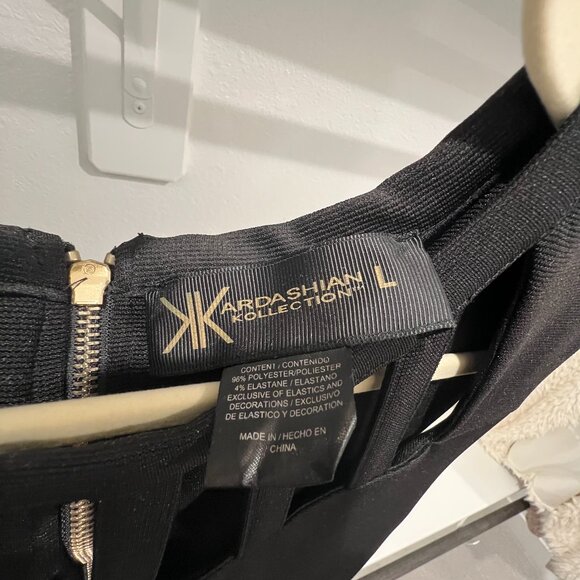 KARDASHIAN
KOLLECTION™
L
CONTENT / CONTENIDO
96% POLYESTER/POLIESTER
4% ELASTANE / ELASTANO
EXCLUSIVE OF ELASTICS AND
DECORATIONS / EXCLUSIVO
DE ELASTICO Y DECORATION
MADE IN / HECHO EN
CHINA
®